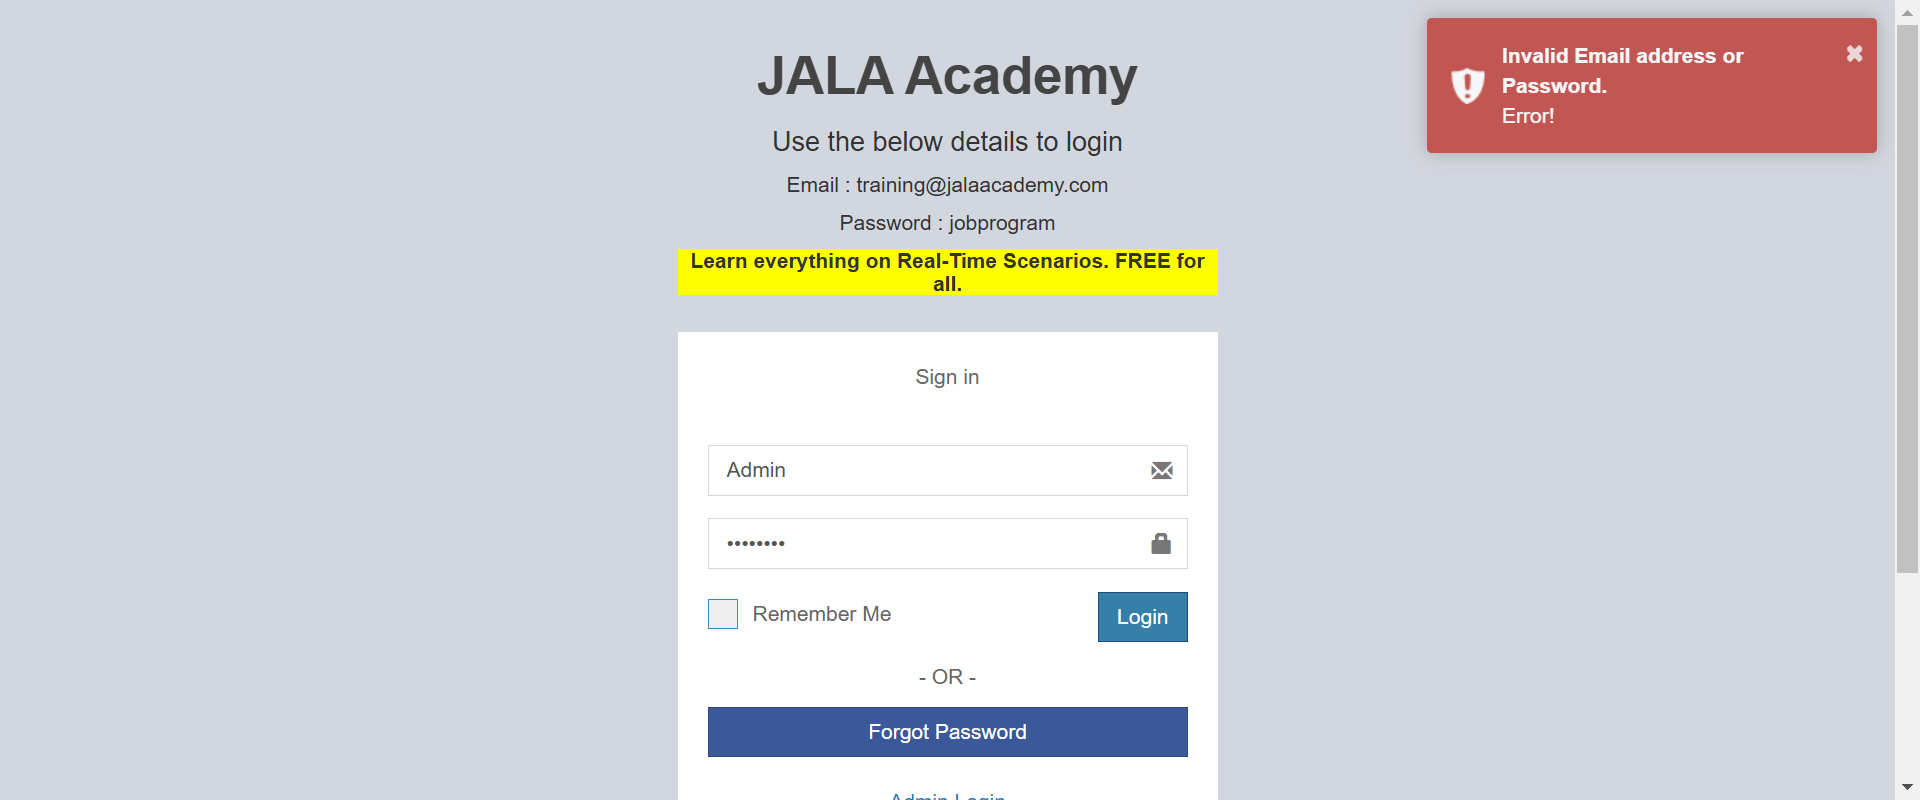 JALA Academy
Use the below details to login
Email : training@jalaacademy.com
Password : jobprogram
Learn everything on Real-Time Scenarios. FREE for
all.
Invalid Email address or
Password.
Error!
Sign in
Admin
••••••••
Remember Me
Login
- OR -
Forgot Password
Admin Login